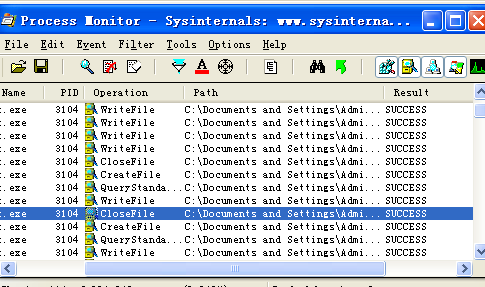 Process Monitor - Sysinternals: www.sysinterna...
File Edit Event Filter Tools Options Help
Name PID Operation Path Result
.exe 3104 WriteFile C:\Documents and Settings\Admi... SUCCESS
.exe 3104 WriteFile C:\Documents and Settings\Admi... SUCCESS
.exe 3104 WriteFile C:\Documents and Settings\Admi... SUCCESS
.exe 3104 WriteFile C:\Documents and Settings\Admi... SUCCESS
.exe 3104 CloseFile C:\Documents and Settings\Admi... SUCCESS
.exe 3104 CreateFile C:\Documents and Settings\Admi... SUCCESS
.exe 3104 QueryStanda... C:\Documents and Settings\Admi... SUCCESS
.exe 3104 WriteFile C:\Documents and Settings\Admi... SUCCESS
.exe 3104 CloseFile C:\Documents and Settings\Admi... SUCCESS
.exe 3104 CreateFile C:\Documents and Settings\Admi... SUCCESS
.exe 3104 QueryStanda... C:\Documents and Settings\Admi... SUCCESS
.exe 3104 WriteFile C:\Documents and Settings\Admi... SUCCESS